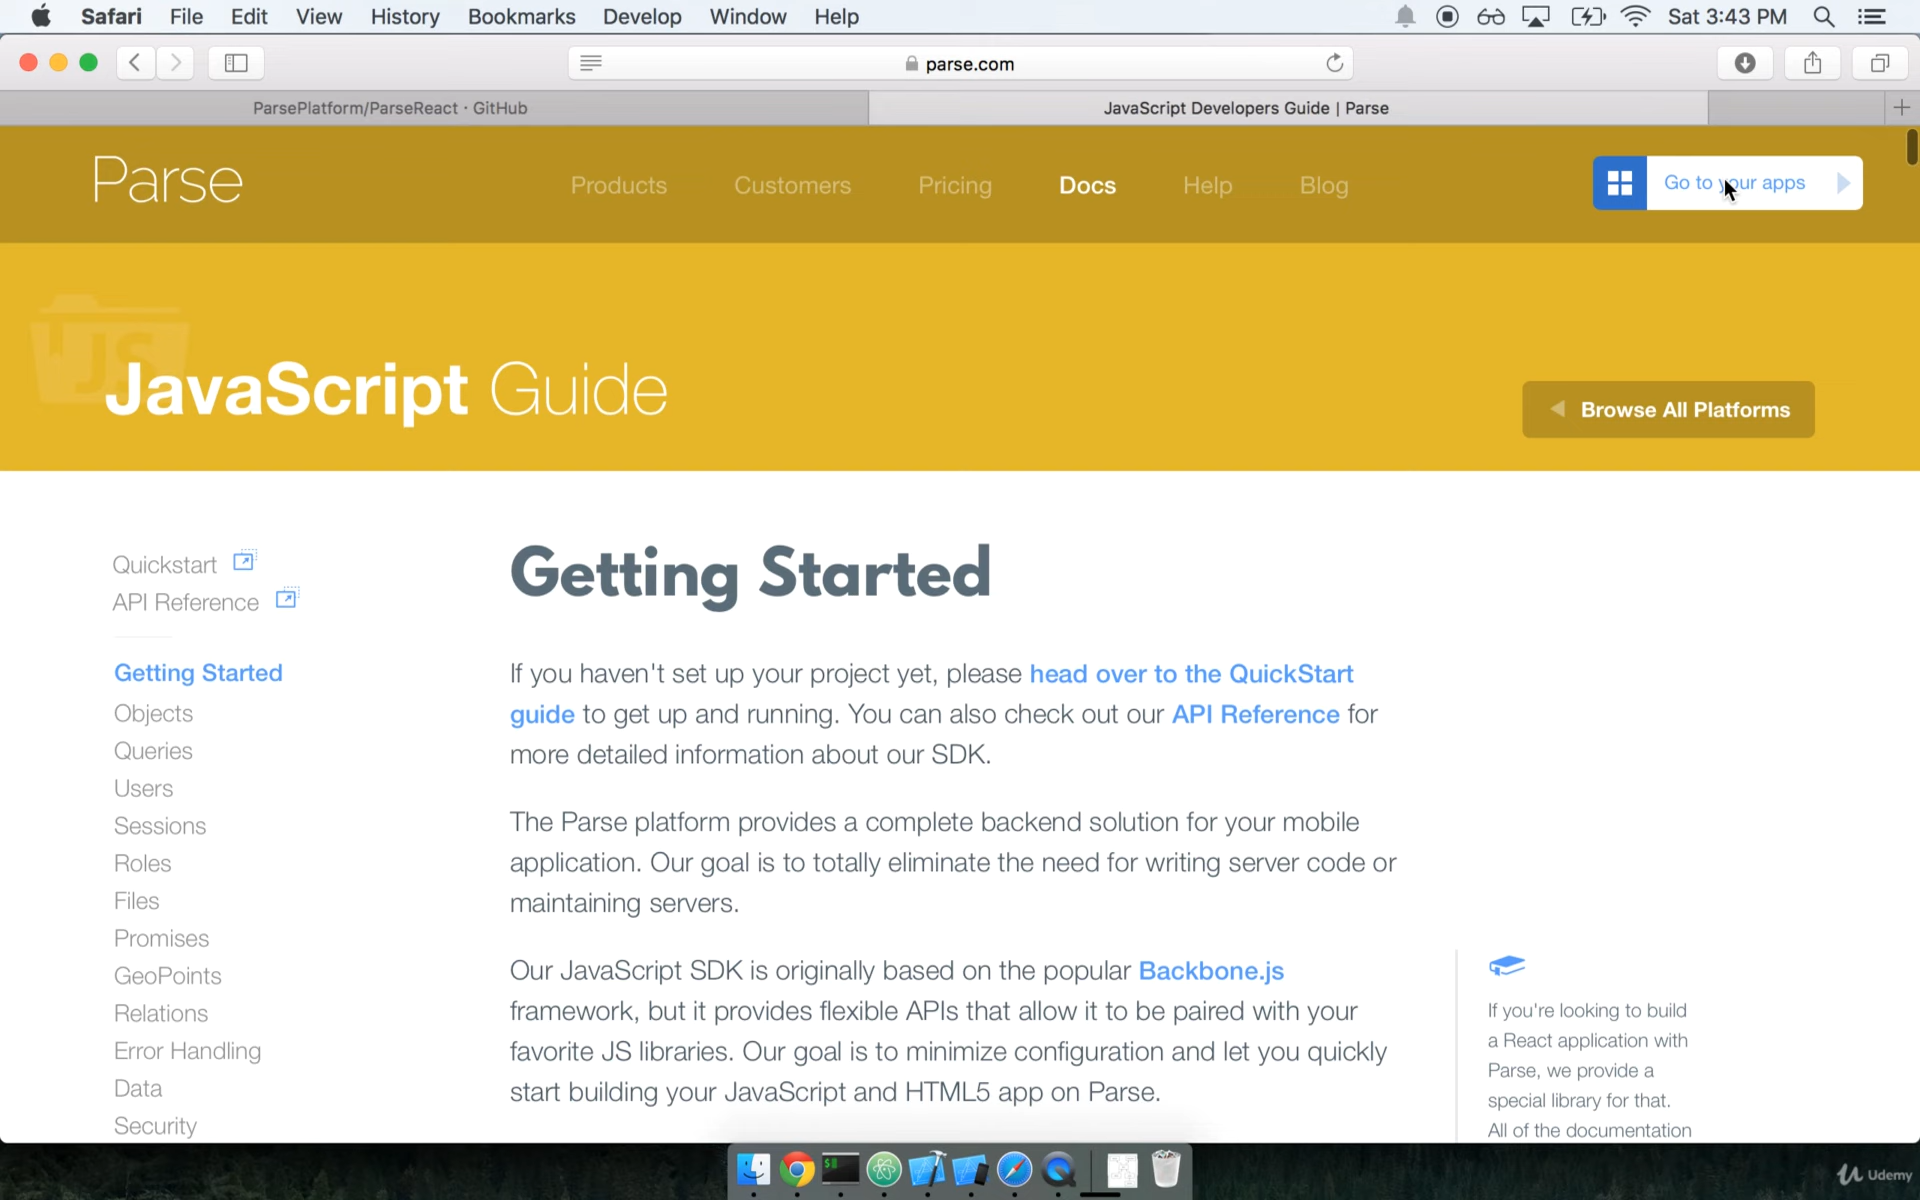 Safari File Edit View History Bookmarks Develop Window Help Sat 3:43 PM
parse.com
ParsePlatform/ParseReact · GitHub JavaScript Developers Guide | Parse
Parse Products Customers Pricing Docs Help Blog Go to your apps
JS
JavaScript Guide
Browse All Platforms
Quickstart
API Reference
Getting Started
Objects
Queries
Users
Sessions
Roles
Files
Promises
GeoPoints
Relations
Error Handling
Data
Security
Getting Started
If you haven't set up your project yet, please head over to the QuickStart
guide to get up and running. You can also check out our API Reference for
more detailed information about our SDK.
The Parse platform provides a complete backend solution for your mobile
application. Our goal is to totally eliminate the need for writing server code or
maintaining servers.
Our JavaScript SDK is originally based on the popular Backbone.js
framework, but it provides flexible APIs that allow it to be paired with your
favorite JS libraries. Our goal is to minimize configuration and let you quickly
start building your JavaScript and HTML5 app on Parse.
If you're looking to build
a React application with
Parse, we provide a
special library for that.
All of the documentation
Udemy